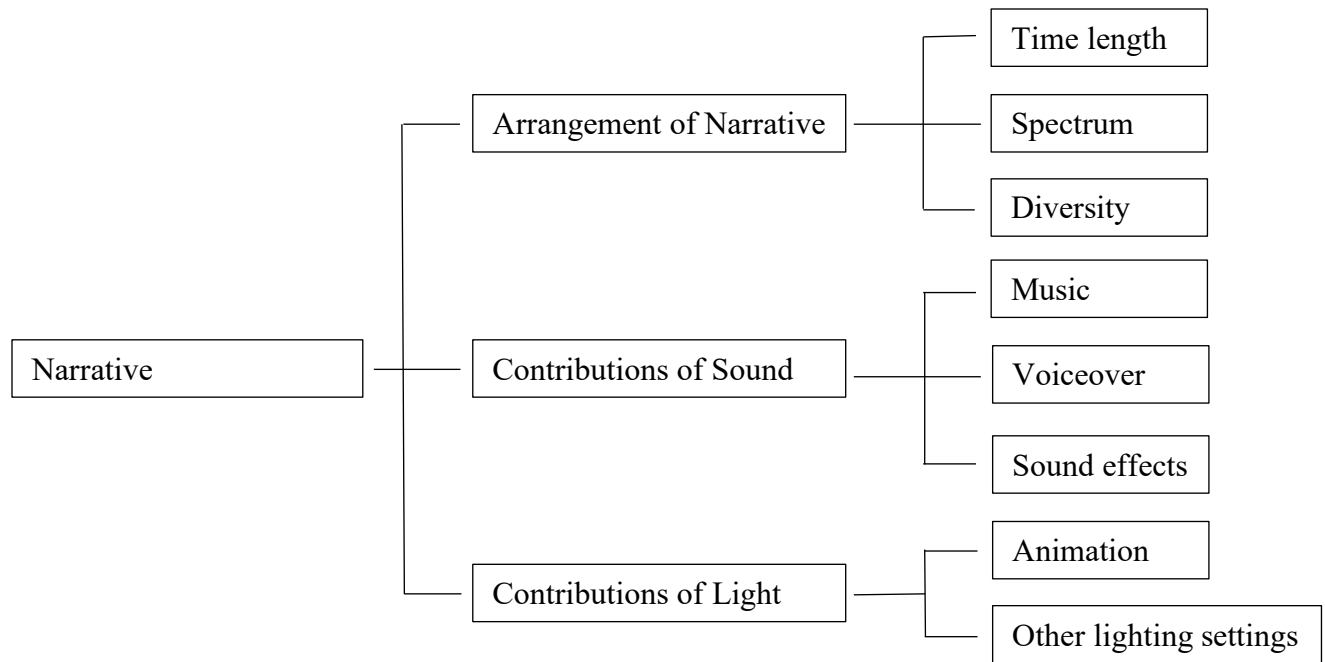 Narrative
Arrangement of Narrative
Time length
Spectrum
Diversity
Contributions of Sound
Music
Voiceover
Sound effects
Contributions of Light
Animation
Other lighting settings